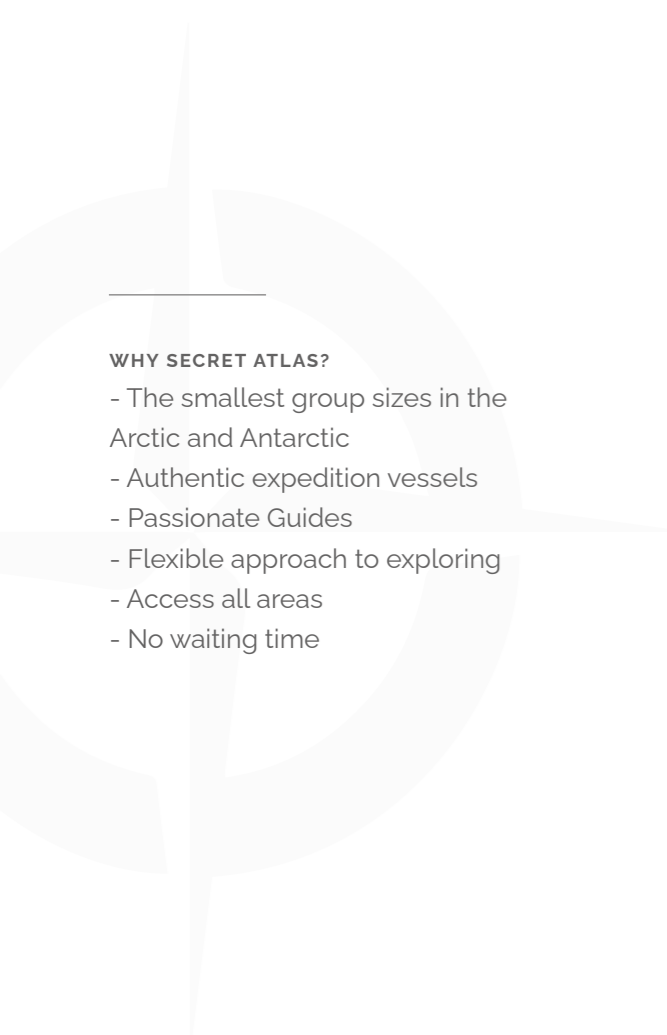 WHY SECRET ATLAS?
- The smallest group sizes in the
Arctic and Antarctic
- Authentic expedition vessels
- Passionate Guides
- Flexible approach to exploring
- Access all areas
- No waiting time